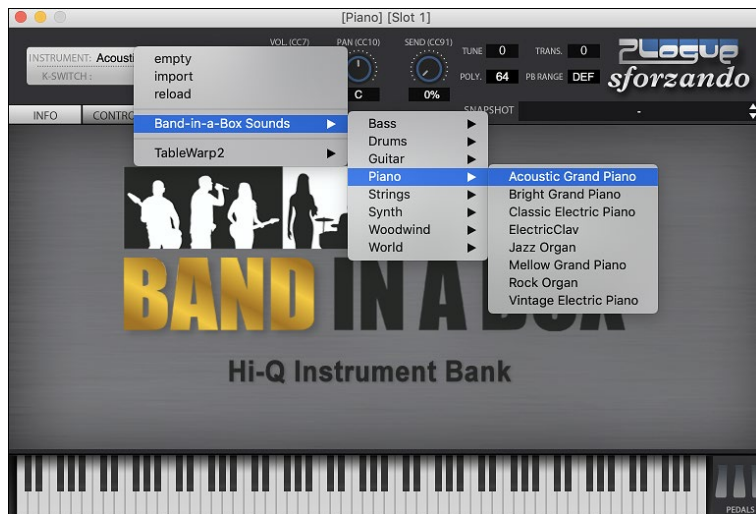 [Piano] [Slot 1]
INSTRUMENT: Acousti
K-SWITCH :
VOL. (CC7) PAN (CC10) SEND (CC91)
C 0%
TUNE 0 TRANS. 0
POLY. 64 PB RANGE DEF
Plogue
sforzando
INFO CONTRO
SNAPSHOT -
empty
import
reload
Band-in-a-Box Sounds
TableWarp2
Bass
Drums
Guitar
Piano
Strings
Synth
Woodwind
World
Acoustic Grand Piano
Bright Grand Piano
Classic Electric Piano
ElectricClav
Jazz Organ
Mellow Grand Piano
Rock Organ
Vintage Electric Piano
BAND IN A BOX
Hi-Q Instrument Bank
PEDALS